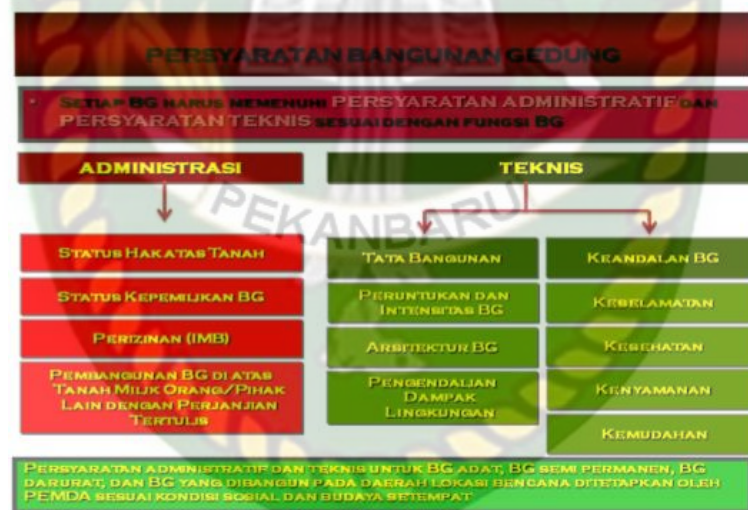 PERSYARATAN BANGUNAN GEDUNG
• SETIAP BG HARUS MEMENUHI PERSYARATAN ADMINISTRATIF DAN
PERSYARATAN TEKNIS SESUAI DENGAN FUNGSI BG
ADMINISTRASI
STATUS HAK ATAS TANAH
STATUS KEPEMILIKAN BG
PERIZINAN (IMB)
PEMBANGUNAN BG DI ATAS
TANAH MILIK ORANG/PIHAK
LAIN DENGAN PERJANJIAN
TERTULIS
TEKNIS
TATA BANGUNAN
PERUNTUKAN DAN
INTENSITAS BG
ARSITEKTUR BG
PENGENDALIAN
DAMPAK
LINGKUNGAN
KEANDALAN BG
KESELAMATAN
KESEHATAN
KENYAMANAN
KEMUDAHAN
PERSYARATAN ADMINISTRATIF DAN TEKNIS UNTUK BG ADAT, BG SEMI PERMANEN, BG
DARURAT, DAN BG YANG DIBANGUN PADA DAERAH LOKASI BENCANA DITETAPKAN OLEH
PEMDA SESUAI KONDISI SOSIAL DAN BUDAYA SETEMPAT
PEKANBARU